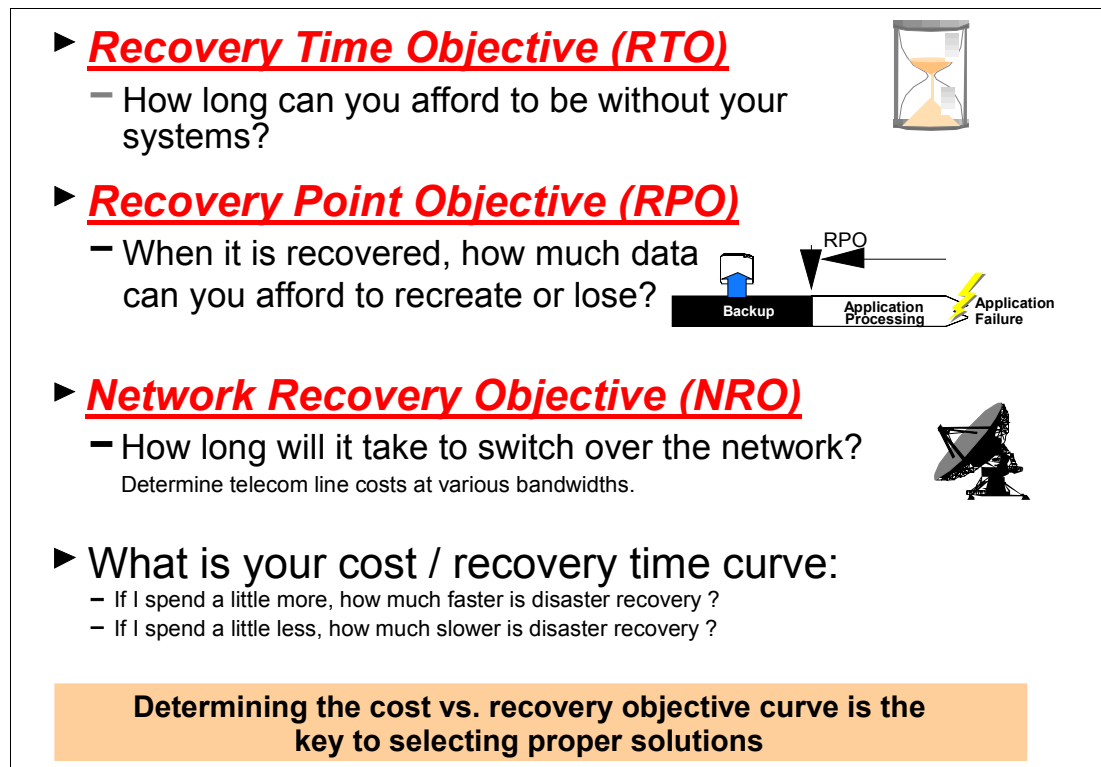 ► Recovery Time Objective (RTO)
– How long can you afford to be without your
systems?
► Recovery Point Objective (RPO)
– When it is recovered, how much data
can you afford to recreate or lose?
RPO
Backup
Application
Processing
Application
Failure
► Network Recovery Objective (NRO)
– How long will it take to switch over the network?
Determine telecom line costs at various bandwidths.
► What is your cost / recovery time curve:
– If I spend a little more, how much faster is disaster recovery ?
– If I spend a little less, how much slower is disaster recovery ?
Determining the cost vs. recovery objective curve is the
key to selecting proper solutions